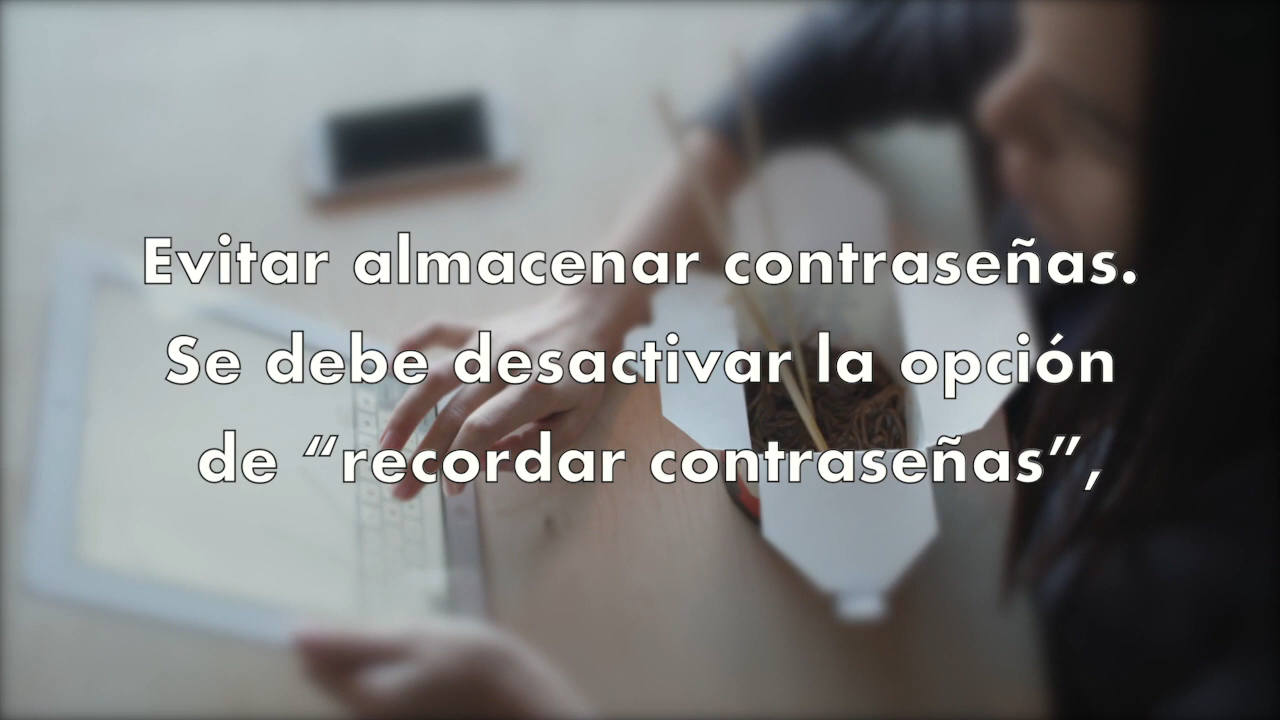 Evitar almacenar contraseñas.
Se debe desactivar la opción
de “recordar contraseñas”,